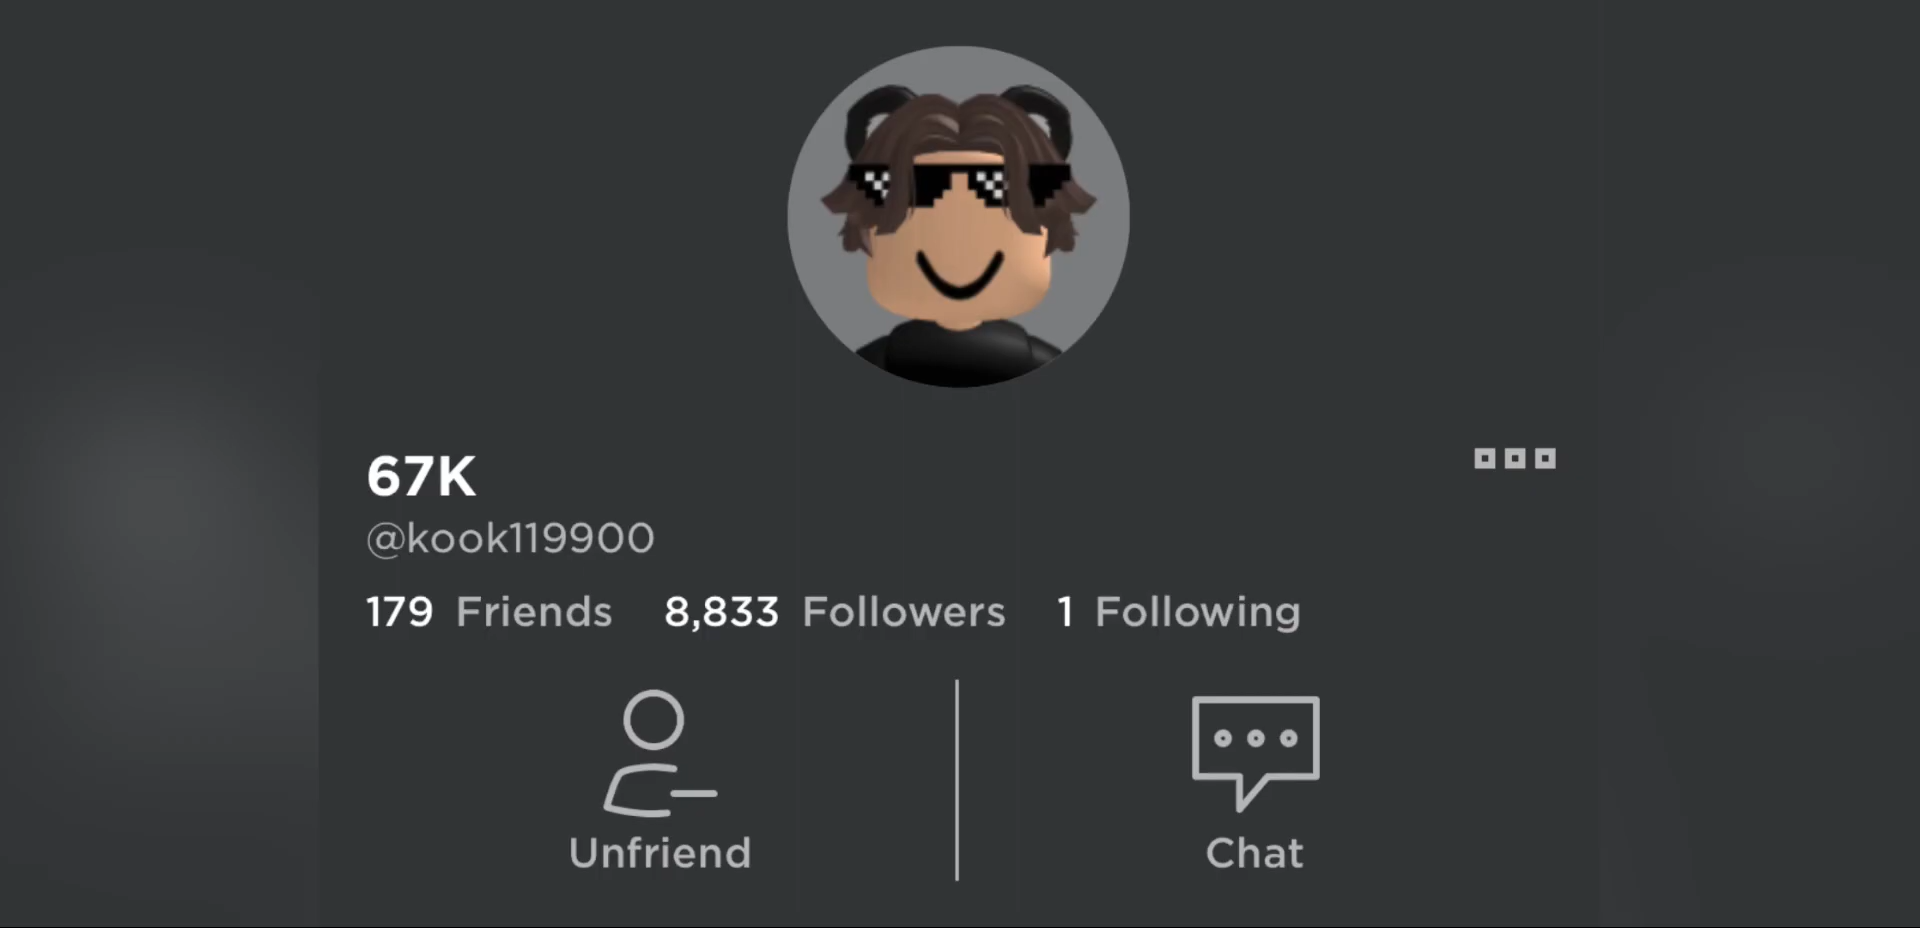 67K
@kook119900
179 Friends 8,833 Followers 1 Following
Unfriend
Chat